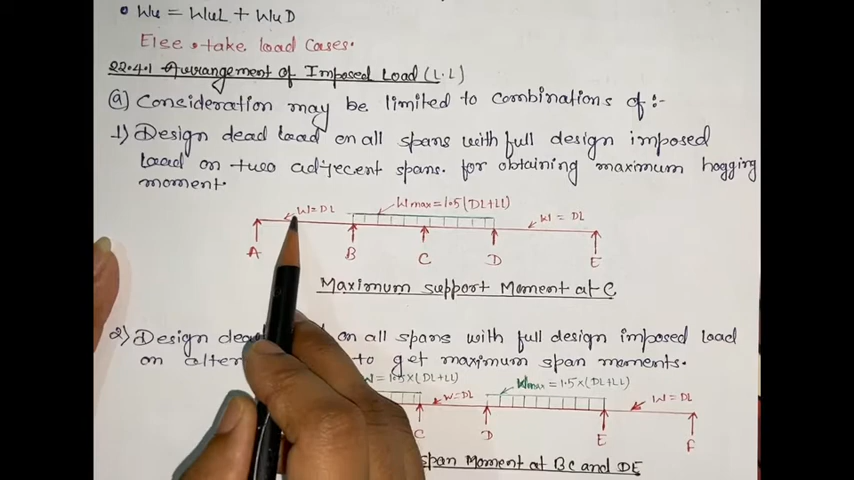 • Wu = WuL + WuD
Else, take load cases.
22.4.1 Arrangement of Imposed Load (L.L)
(a) Consideration may be limited to combinations of :-
1) Design dead load on all spans with full design imposed
load on two adjecent spans. for obtaining maximum hogging
moment.
W= DL Wmax = 1.5(DL+LL) W = DL
A B C D E
Maximum support Moment at C
2) Design dea on all spans with full design imposed load
on alter to get maximum span moments.
W = 1.5×(DL+LL) W=DL Wmax = 1.5×(DL+LL) W= DL
C D E F
span Moment at BC and DE